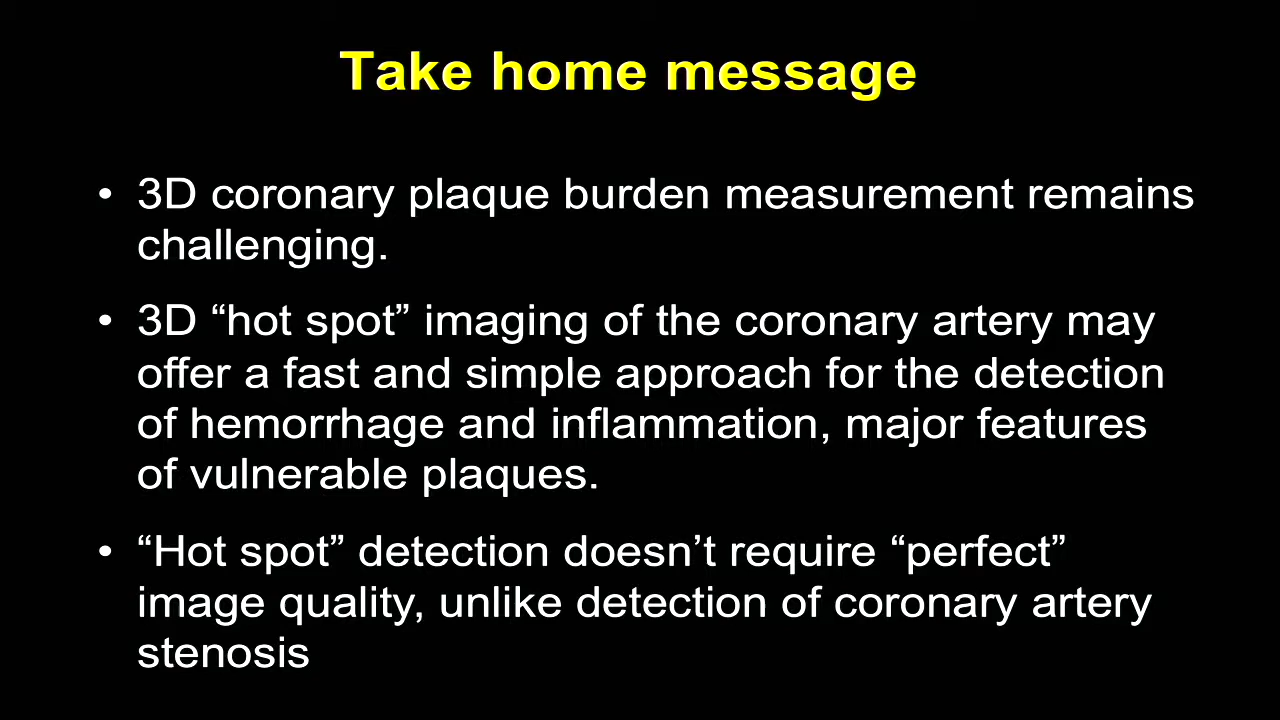 Take home message
• 3D coronary plaque burden measurement remains
challenging.
• 3D “hot spot” imaging of the coronary artery may
offer a fast and simple approach for the detection
of hemorrhage and inflammation, major features
of vulnerable plaques.
• “Hot spot” detection doesn’t require “perfect”
image quality, unlike detection of coronary artery
stenosis